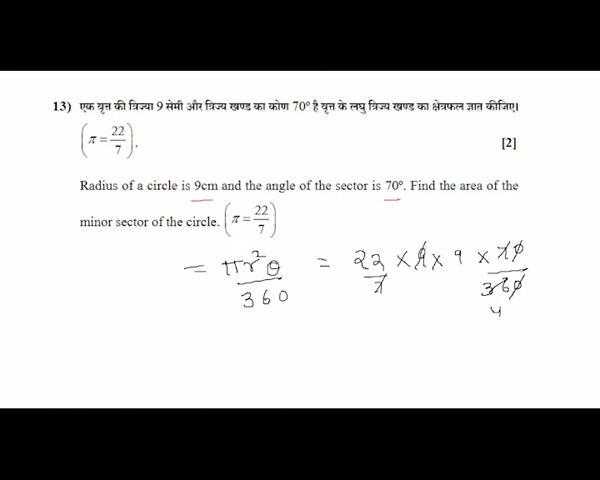 13) एक वृत्त की त्रिज्या 9 सेमी और त्रिज्य खण्ड का कोण 70° है वृत्त के लघु त्रिज्य खण्ड का क्षेत्रफल ज्ञात कीजिए।
(π = 22/7). [2]
Radius of a circle is 9cm and the angle of the sector is 70°. Find the area of the
minor sector of the circle. (π = 22/7)
= πr²θ/360 = 22/7 × 9 × 9 × 70/360
4